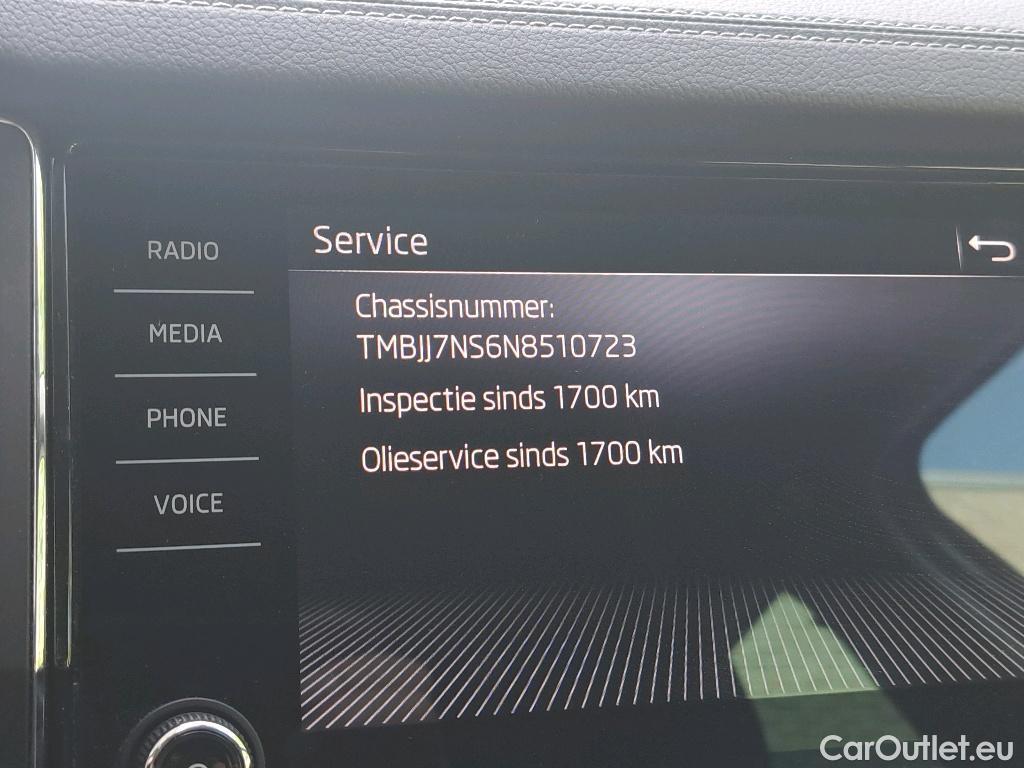 RADIO
MEDIA
PHONE
VOICE
Service
Chassisnummer:
TMBJJ7NS6N8510723
Inspectie sinds 1700 km
Olieservice sinds 1700 km
CarOutlet.eu